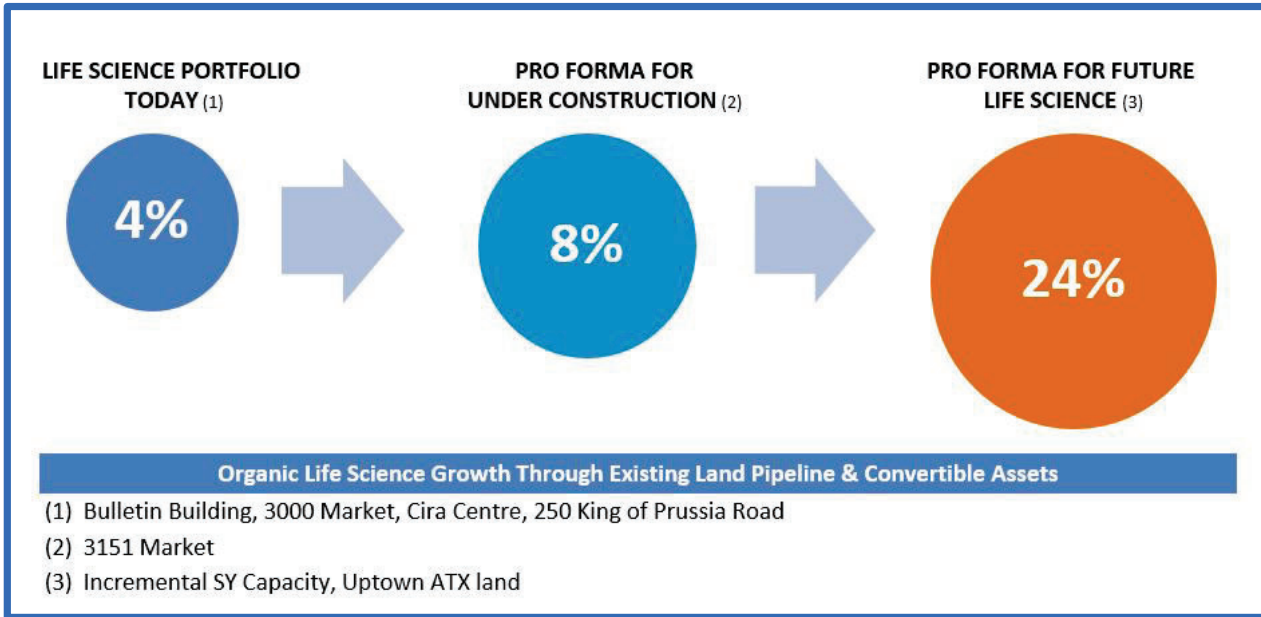 LIFE SCIENCE PORTFOLIO
TODAY (1)
PRO FORMA FOR
UNDER CONSTRUCTION (2)
PRO FORMA FOR FUTURE
LIFE SCIENCE (3)
4%
8%
24%
Organic Life Science Growth Through Existing Land Pipeline & Convertible Assets
(1) Bulletin Building, 3000 Market, Cira Centre, 250 King of Prussia Road
(2) 3151 Market
(3) Incremental SY Capacity, Uptown ATX land